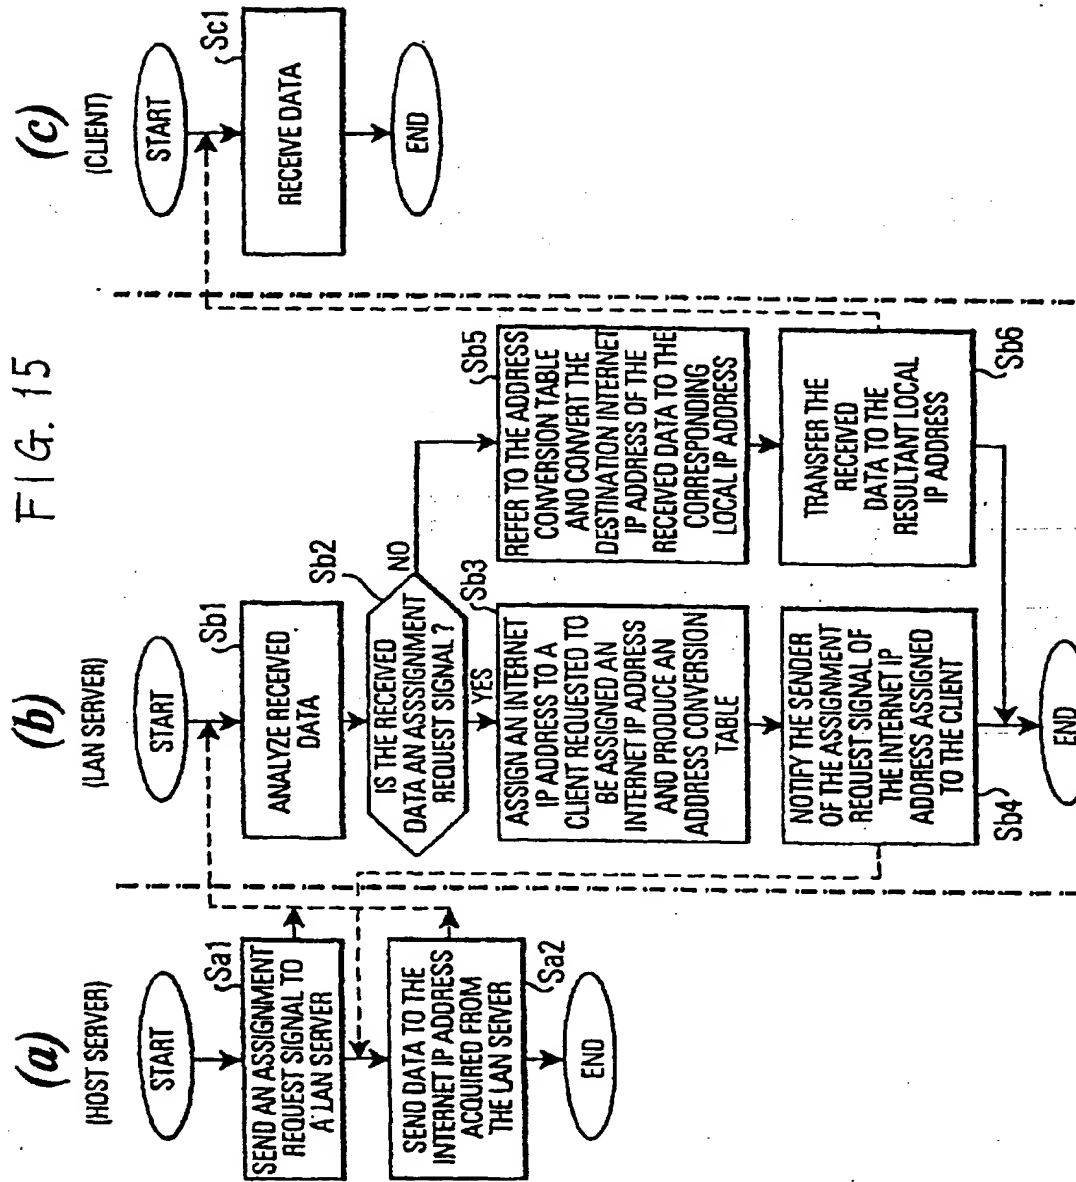 FIG. 15
(a)
(HOST SERVER)
START
Sa1
SEND AN ASSIGNMENT
REQUEST SIGNAL TO
A LAN SERVER
SEND DATA TO THE
INTERNET IP ADDRESS
ACQUIRED FROM
THE LAN SERVER
Sa2
END
(b)
(LAN SERVER)
START
Sb1
ANALYZE RECEIVED
DATA
Sb2
IS THE RECEIVED
DATA AN ASSIGNMENT
REQUEST SIGNAL?
NO
YES
Sb3
ASSIGN AN INTERNET
IP ADDRESS TO A
CLIENT REQUESTED TO
BE ASSIGNED AN
INTERNET IP ADDRESS
AND PRODUCE AN
ADDRESS CONVERSION
TABLE
NOTIFY THE SENDER
OF THE ASSIGNMENT
REQUEST SIGNAL OF
THE INTERNET IP
ADDRESS ASSIGNED
TO THE CLIENT
Sb4
Sb5
REFER TO THE ADDRESS
CONVERSION TABLE
AND CONVERT THE
DESTINATION INTERNET
IP ADDRESS OF THE
RECEIVED DATA TO THE
CORRESPONDING
LOCAL IP ADDRESS
TRANSFER THE
RECEIVED
DATA TO THE
RESULTANT LOCAL
IP ADDRESS
Sb6
END
(c)
(CLIENT)
START
Sc1
RECEIVE DATA
END